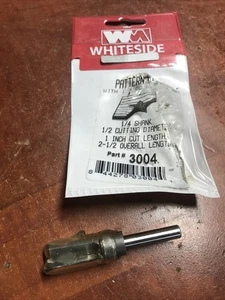 WHITESIDE
PATTERN
WITH
1/4 SHANK
1/2 CUTTING DIAMETER
1 INCH CUT LENGTH
2-1/2 OVERALL LENGTH
Part # 3004